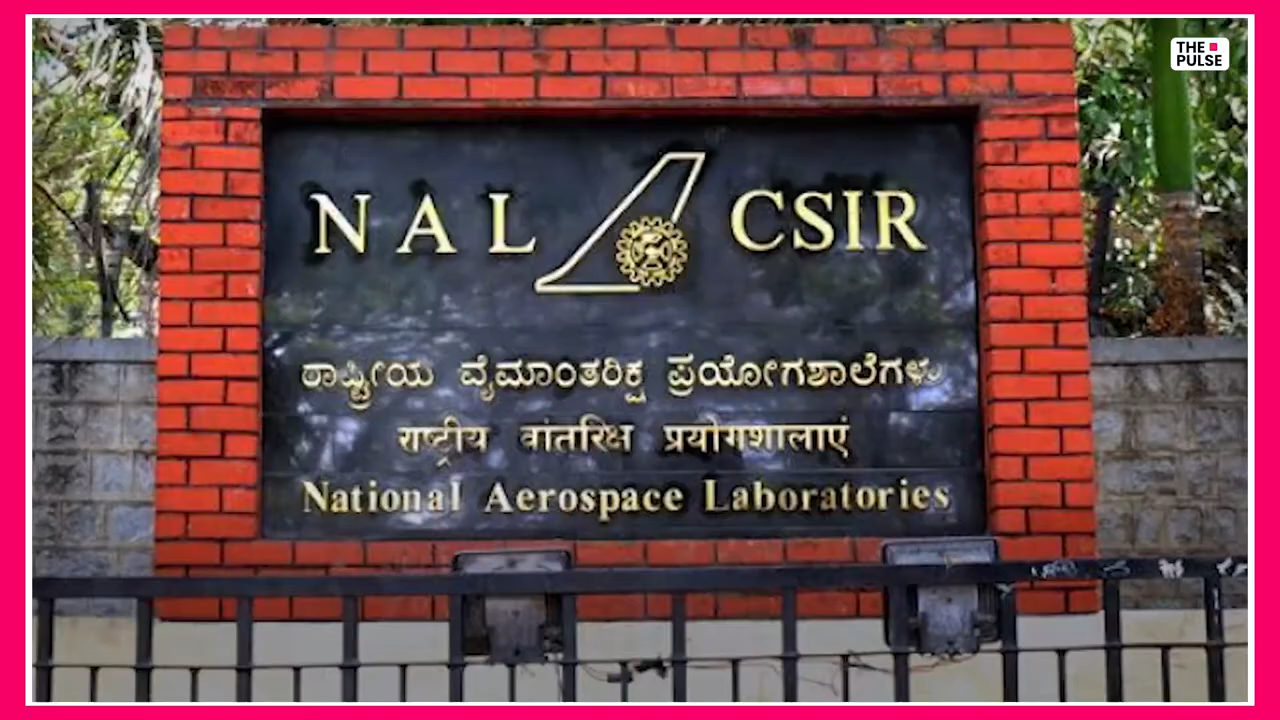 THE
PULSE
NAL CSIR
ರಾಷ್ಟ್ರೀಯ ವೈಮಾಂತರಿಕ್ಷ ಪ್ರಯೋಗಶಾಲೆಗಳು
राष्ट्रीय वांतरिक्ष प्रयोगशालाएं
National Aerospace Laboratories